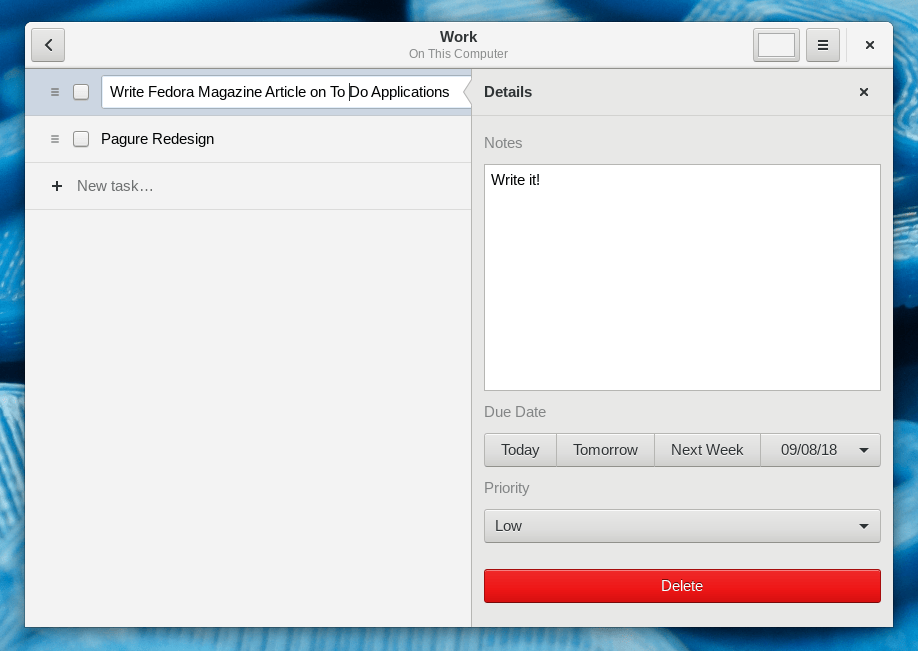 Work
On This Computer
Write Fedora Magazine Article on To Do Applications
Pagure Redesign
New task…
Details
Notes
Write it!
Due Date
Today Tomorrow Next Week 09/08/18
Priority
Low
Delete